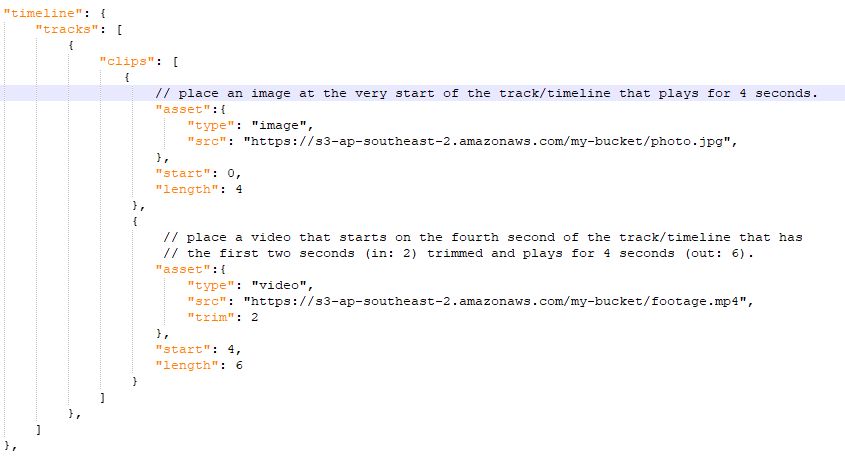 "timeline": {
"tracks": [
{
"clips": [
{
// place an image at the very start of the track/timeline that plays for 4 seconds.
"asset":{
"type": "image",
"src": "https://s3-ap-southeast-2.amazonaws.com/my-bucket/photo.jpg",
},
"start": 0,
"length": 4
},
{
// place a video that starts on the fourth second of the track/timeline that has
// the first two seconds (in: 2) trimmed and plays for 4 seconds (out: 6).
"asset":{
"type": "video",
"src": "https://s3-ap-southeast-2.amazonaws.com/my-bucket/footage.mp4",
"trim": 2
},
"start": 4,
"length": 6
}
]
},
]
},